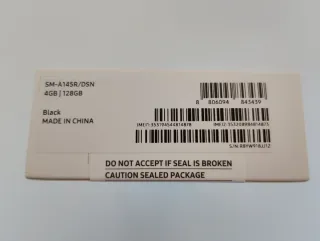 SM-A145R/DSN
4GB | 128GB
8 806094 843439
Black
MADE IN CHINA
DO NOT ACCEPT IF SEAL IS BROKEN
CAUTION SEALED PACKAGE